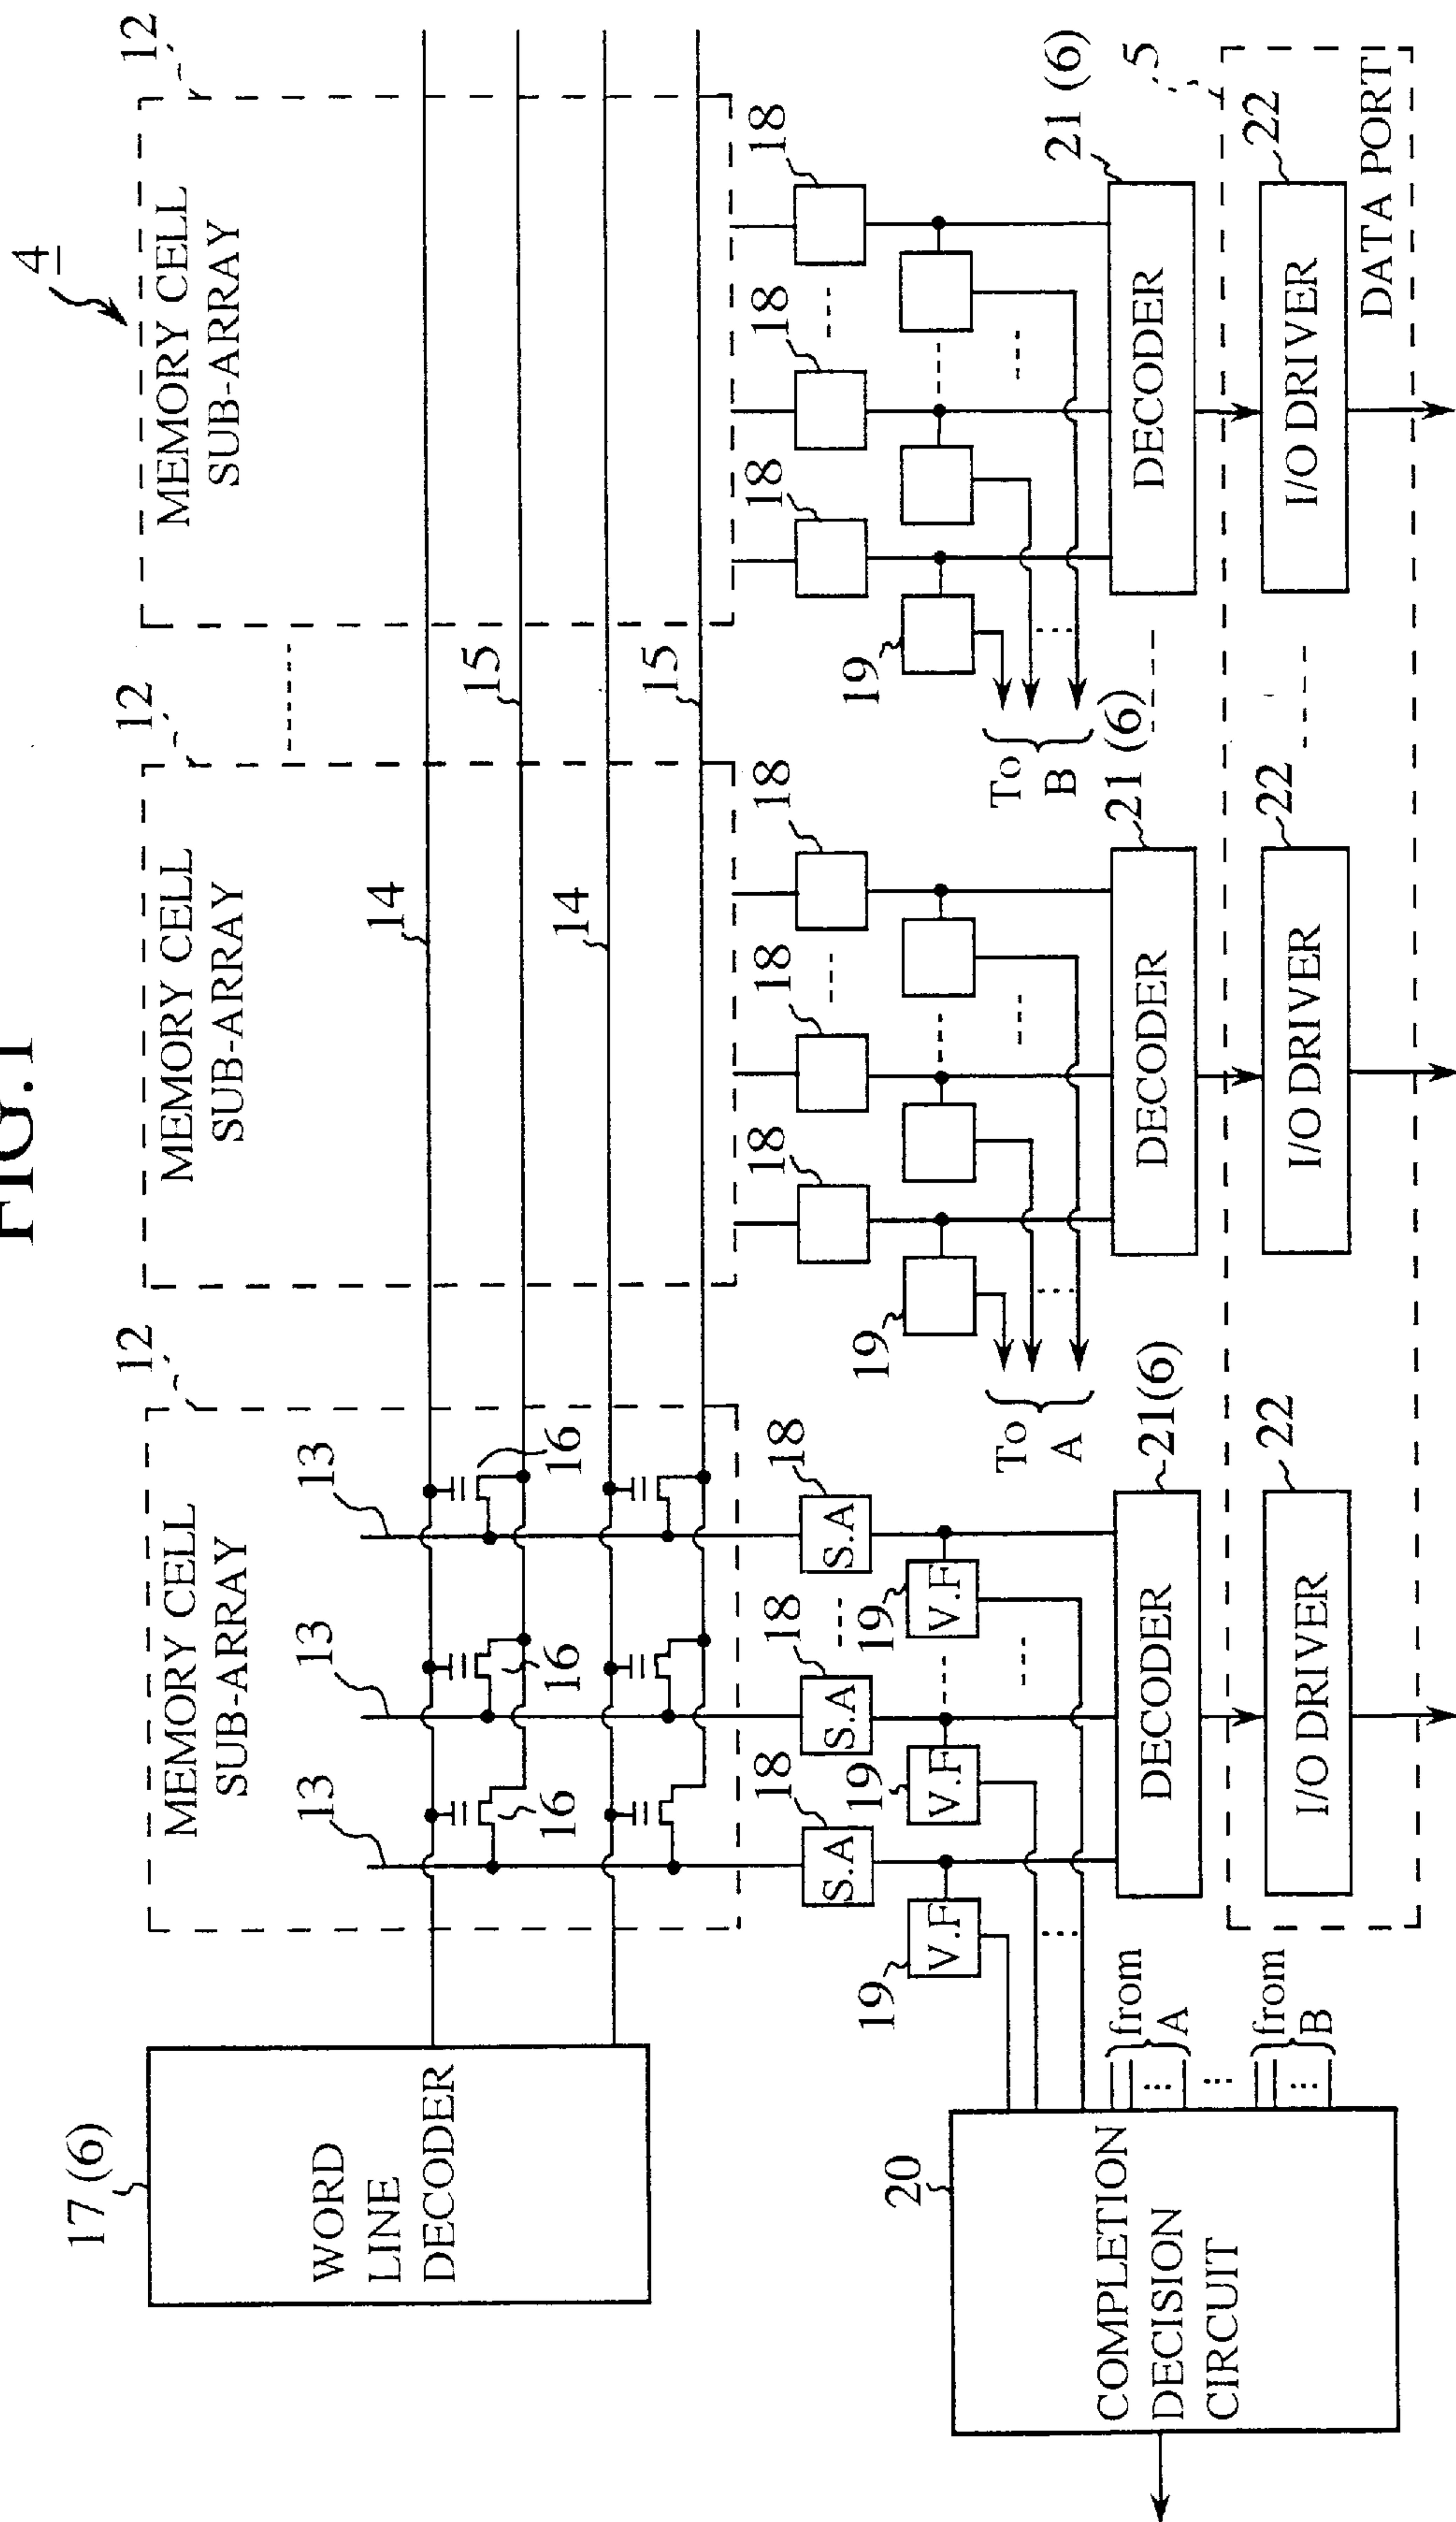 FIG.1
4
12
12
12
MEMORY CELL
SUB-ARRAY
MEMORY CELL
SUB-ARRAY
MEMORY CELL
SUB-ARRAY
17 (6)
WORD
LINE
DECODER
13
13
13
14
15
14
15
16
16
16
18
18
18
18
18
18
18
18
18
S.A
S.A
S.A
19
19
19
19
19
V.F
V.F
V.F
To
A
To
B
20
COMPLETION
DECISION
CIRCUIT
from
A
from
B
21(6)
21 (6)
21 (6)
DECODER
DECODER
DECODER
5
22
22
22
I/O DRIVER
I/O DRIVER
I/O DRIVER
DATA PORT